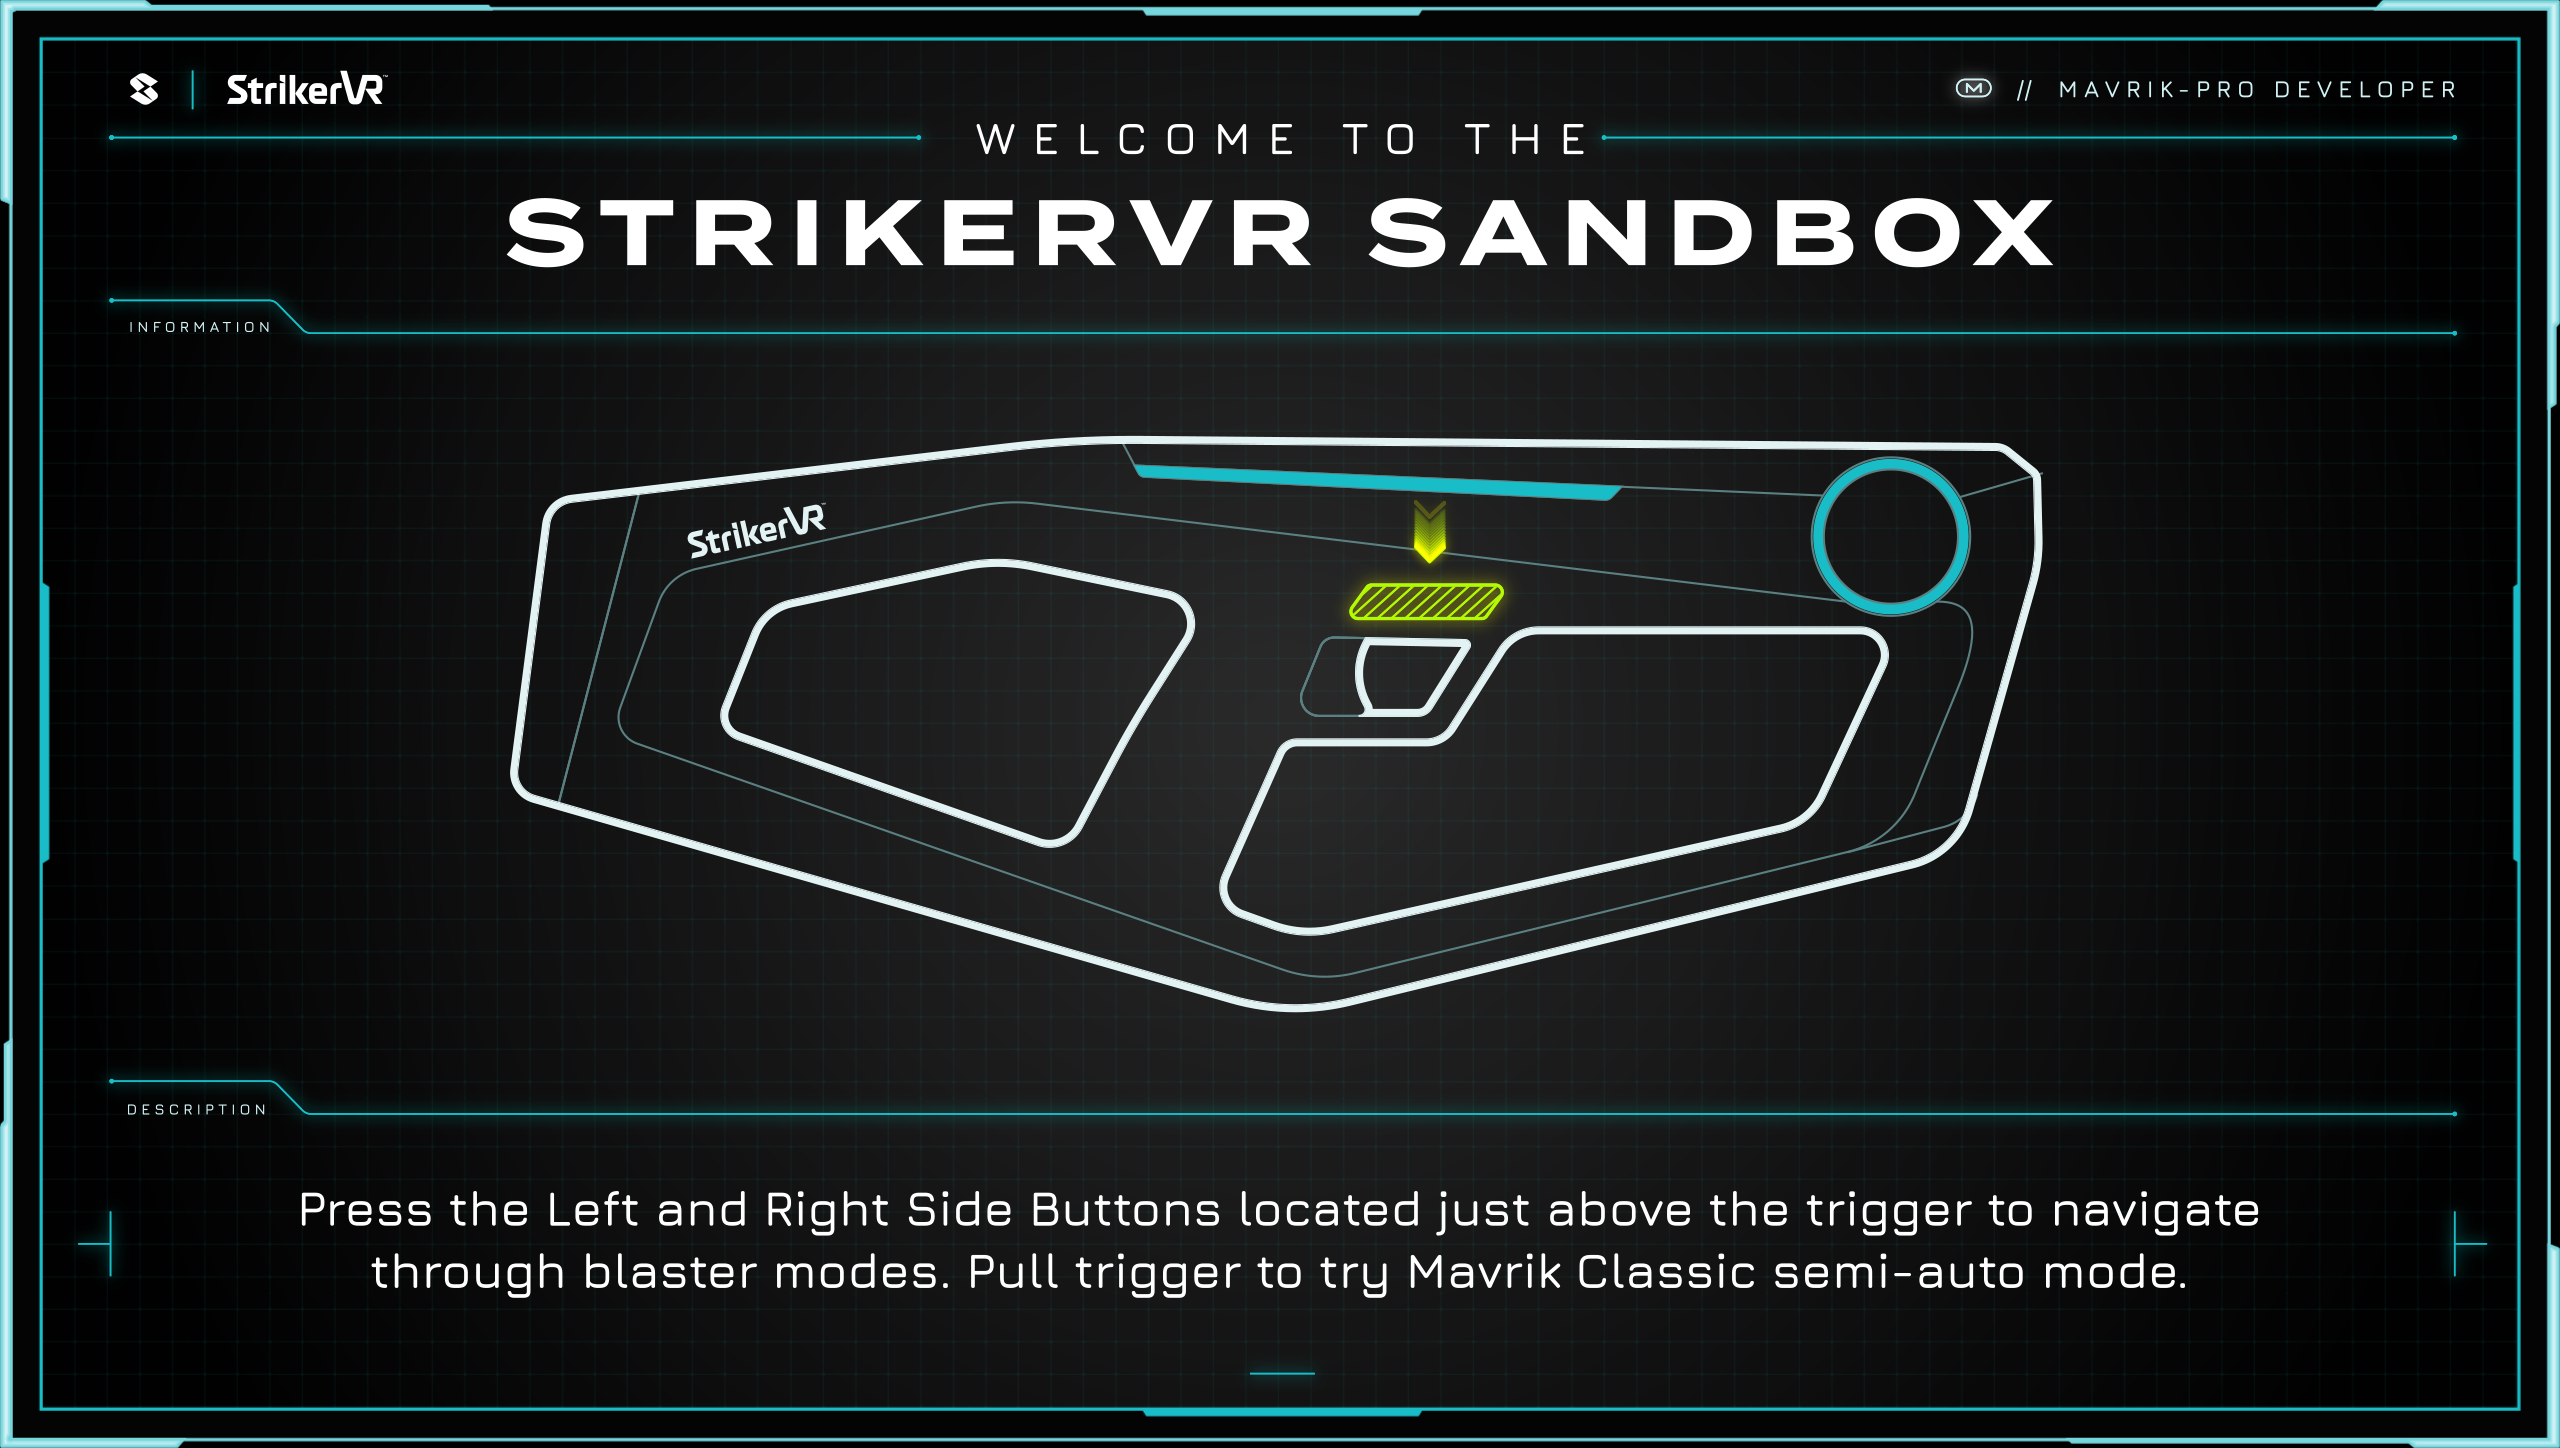 StrikerVR™
M // MAVRIK-PRO DEVELOPER
WELCOME TO THE
STRIKERVR SANDBOX
INFORMATION
StrikerVR
DESCRIPTION
Press the Left and Right Side Buttons located just above the trigger to navigate
through blaster modes. Pull trigger to try Mavrik Classic semi-auto mode.